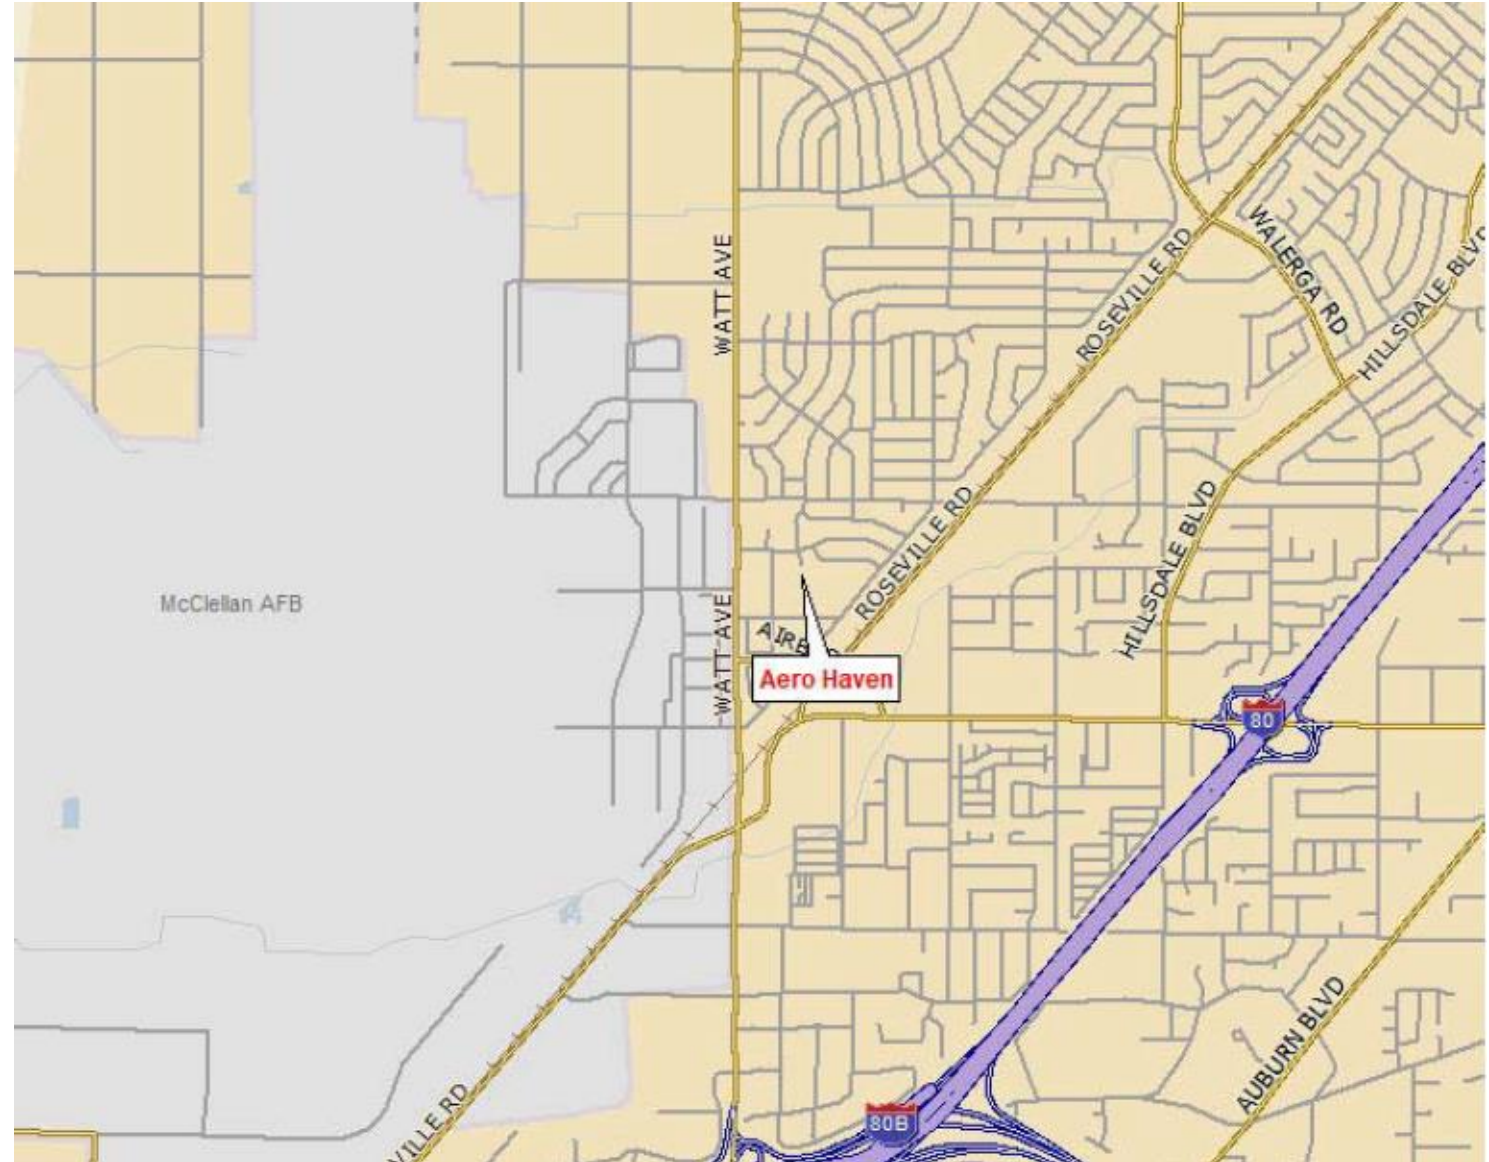 WATT AVE
ROSEVILLE RD
WALERGA RD
HILLSDALE BLVD
ROSEVILLE RD
HILLSDALE BLVD
McClellan AFB
WATT AVE
Aero Haven
80
AUBURN BLVD
80B